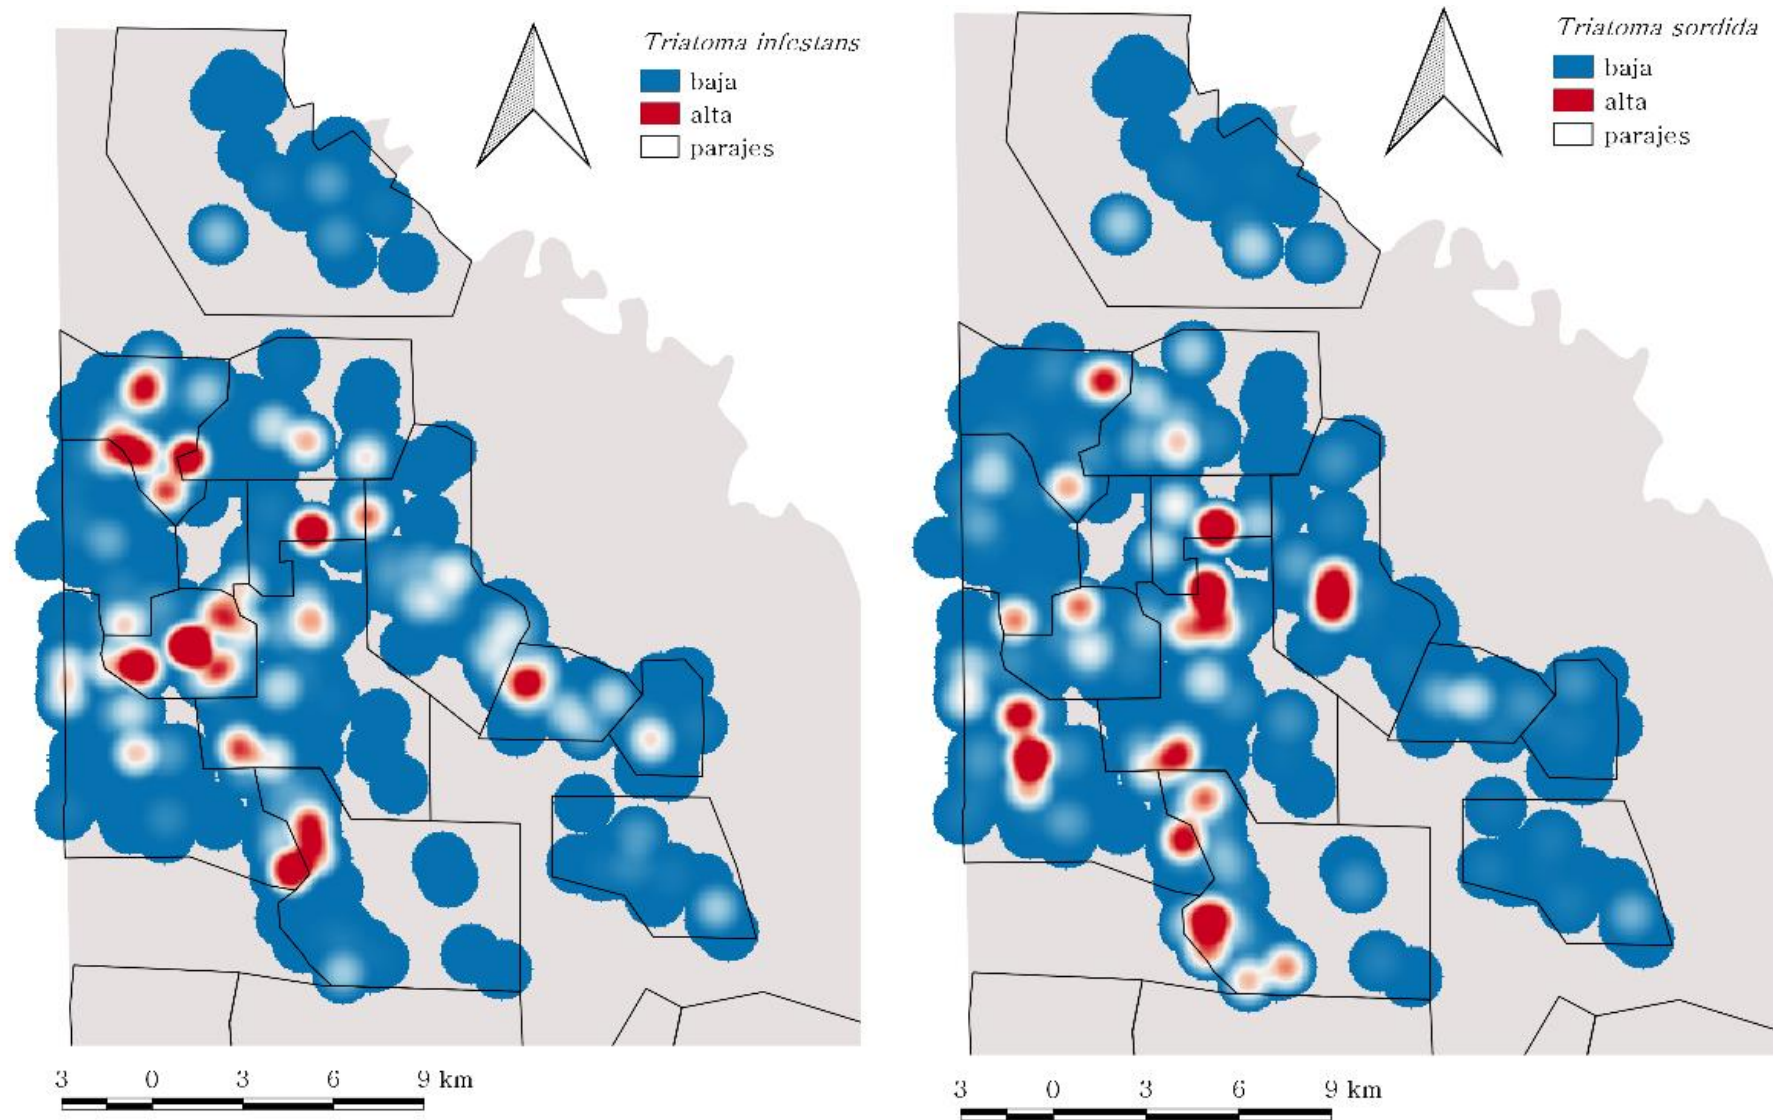 Triatoma infestans
baja
alta
parajes
3 0 3 6 9 km
Triatoma sordida
baja
alta
parajes
3 0 3 6 9 km